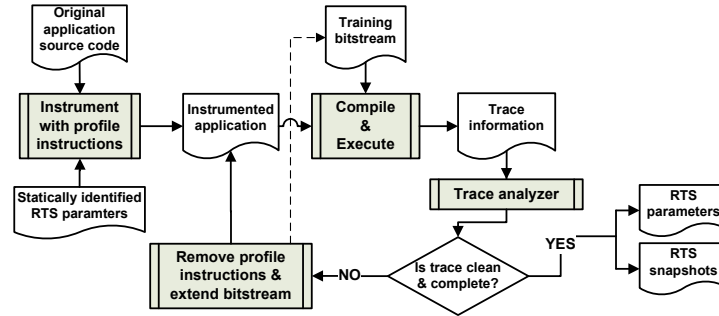 Original
application
source code
Training
bitstream
Instrument
with profile
instructions
Instrumented
application
Compile
&
Execute
Trace
information
Statically identified
RTS paramters
Trace analyzer
RTS
parameters
YES
Remove profile
instructions &
extend bitstream
NO
Is trace clean
& complete?
RTS
snapshots